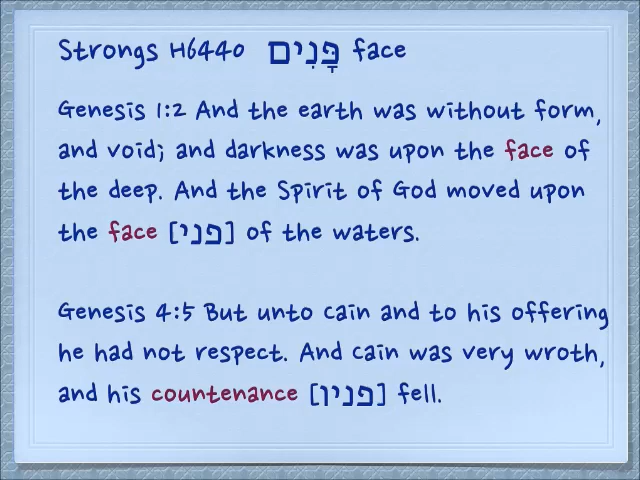 Strongs H6440 פָּנִים face
Genesis 1:2 And the earth was without form,
and void; and darkness was upon the face of
the deep. And the Spirit of God moved upon
the face [פני] of the waters.
Genesis 4:5 But unto Cain and to his offering
he had not respect. And Cain was very wroth,
and his countenance [פניו] fell.